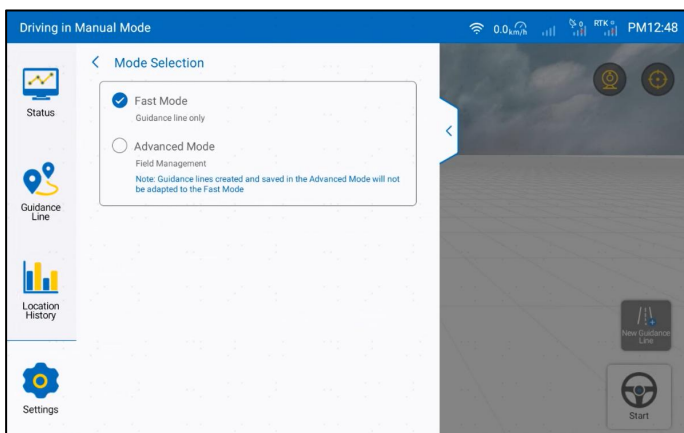 Driving in Manual Mode
0.0km/h
0
RTK 0
PM12:48
Mode Selection
Status
Fast Mode
Guidance line only
Advanced Mode
Field Management
Note: Guidance lines created and saved in the Advanced Mode will not
be adapted to the Fast Mode
Guidance
Line
Location
History
Settings
New Guidance
Line
Start